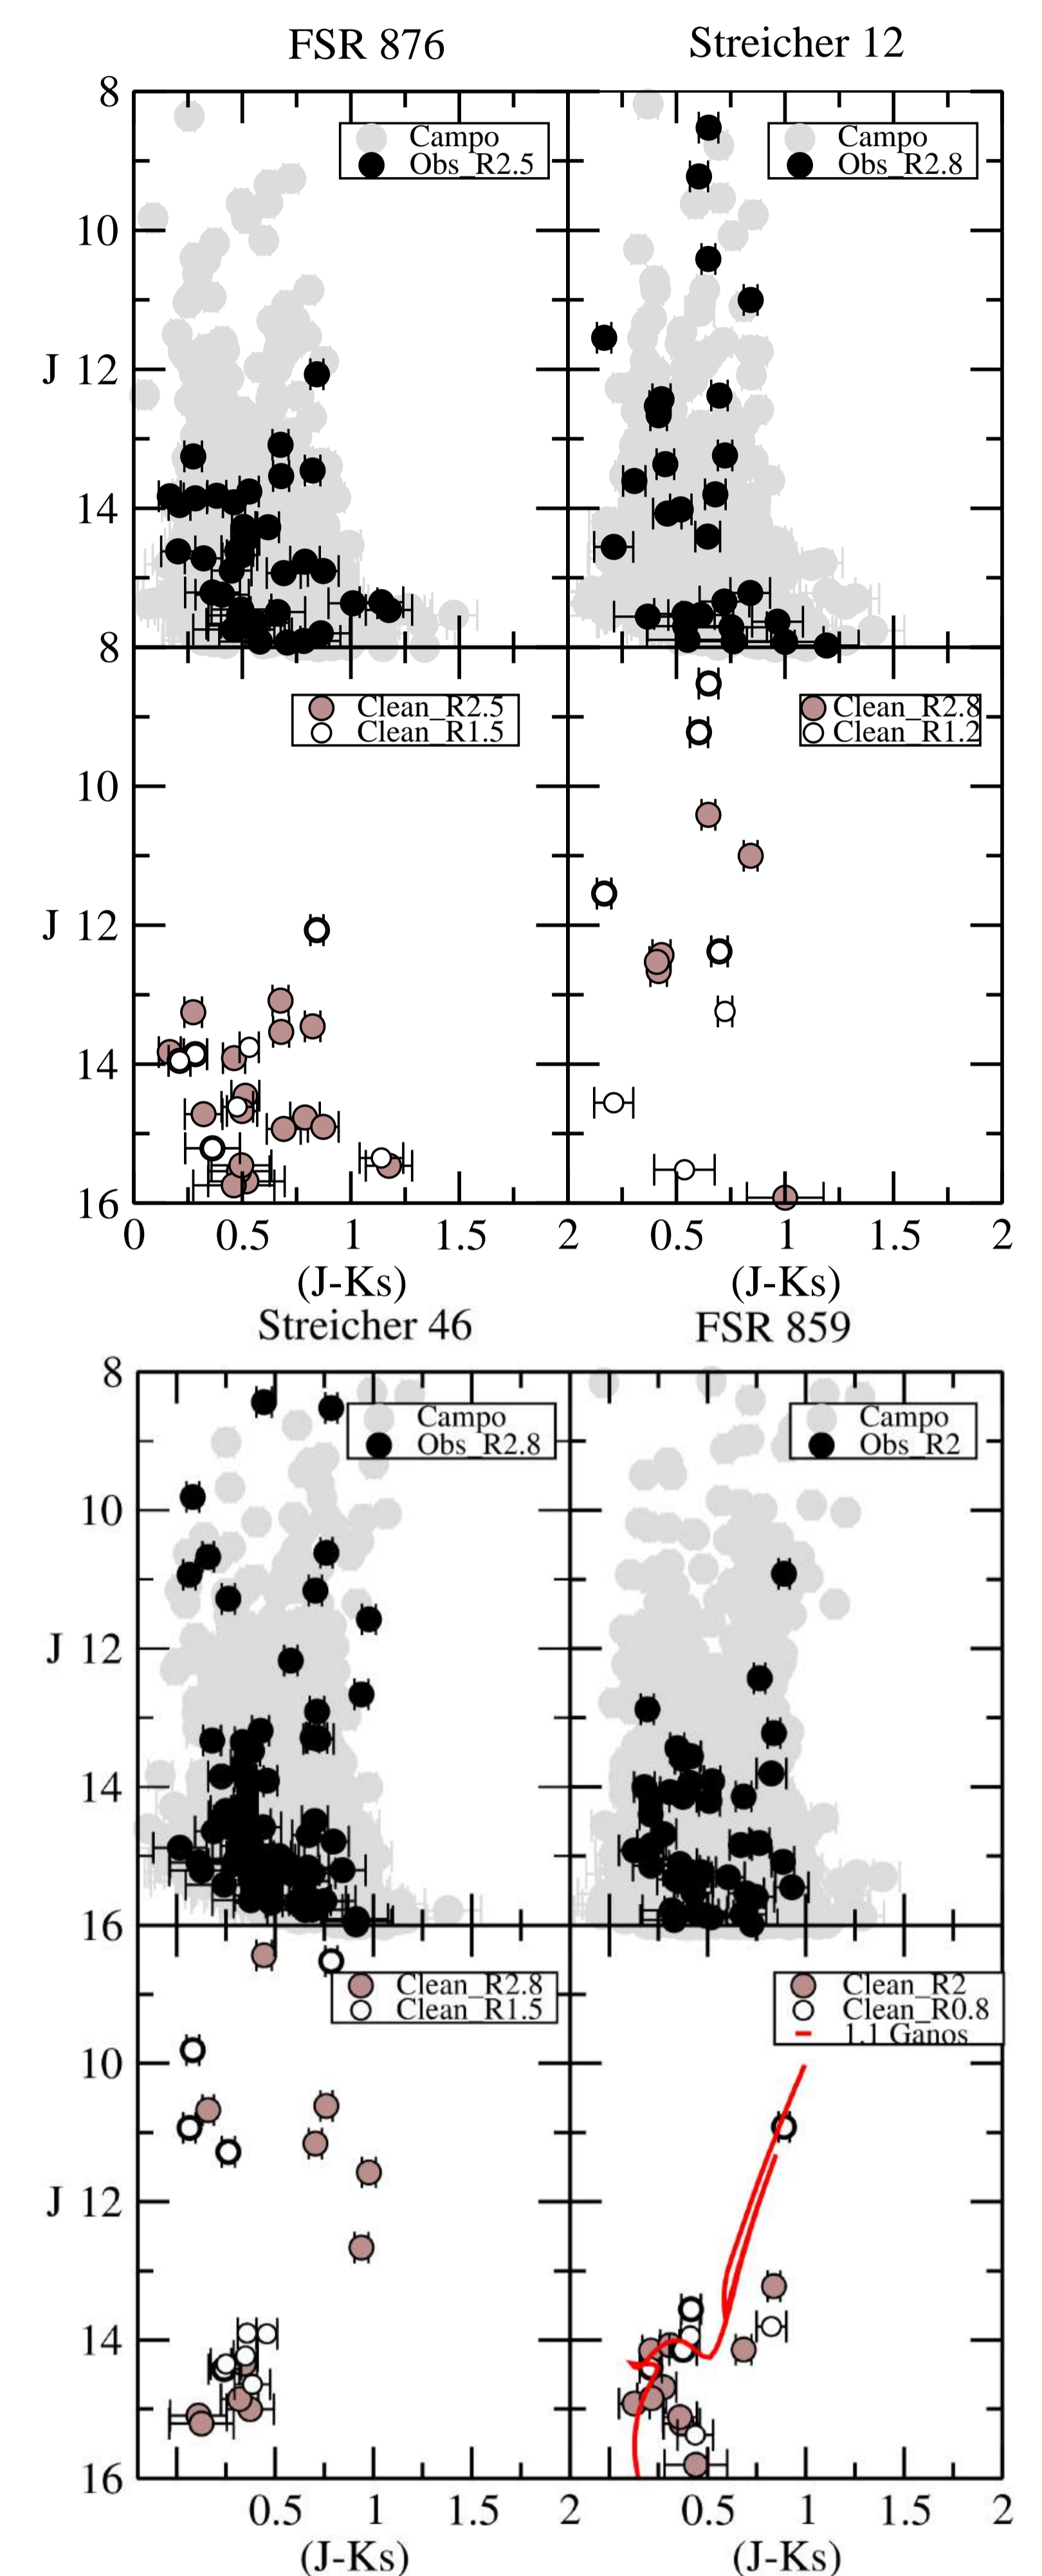 FSR 876 Streicher 12
8
Campo Campo
Obs_R2.5 Obs_R2.8
10
J 12
14
8
Clean_R2.5 Clean_R2.8
Clean_R1.5 Clean_R1.2
10
J 12
14
16
0 0.5 1 1.5 2 0.5 1 1.5 2
(J-Ks) (J-Ks)
Streicher 46 FSR 859
8
Campo Campo
Obs_R2.8 Obs_R2
10
J 12
14
16
Clean_R2.8 Clean_R2
Clean_R1.5 Clean_R0.8
1.1 Ganos
10
J 12
14
16
0.5 1 1.5 2 0.5 1 1.5 2
(J-Ks) (J-Ks)